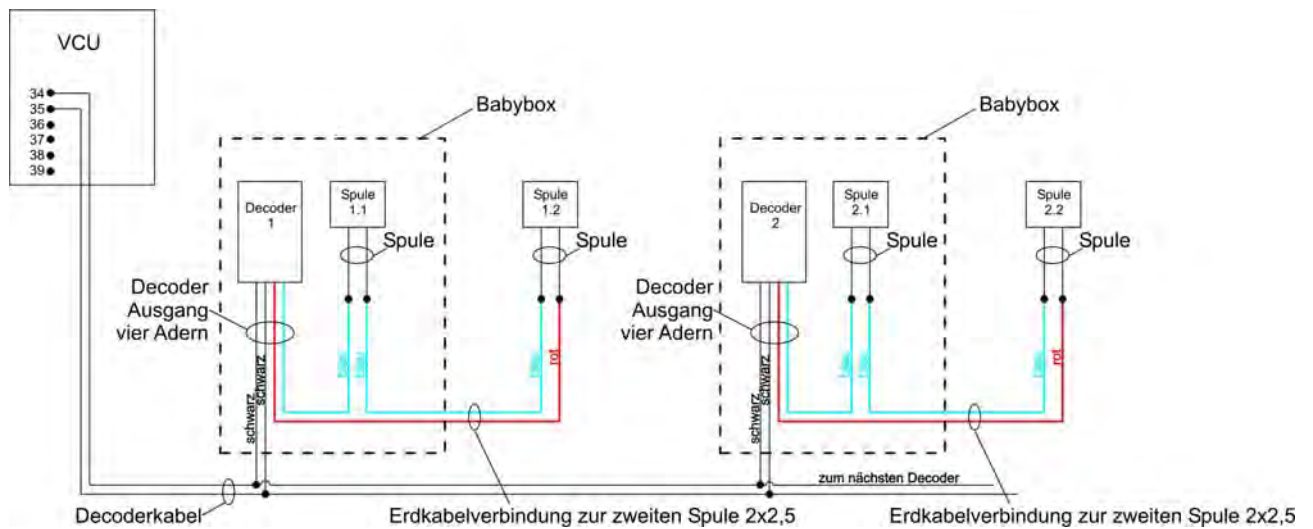 VCU
34
35
36
37
38
39
Babybox
Babybox
Decoder
1
Spule
1.1
Spule
1.2
Decoder
2
Spule
2.1
Spule
2.2
Spule
Spule
Spule
Spule
Decoder
Ausgang
vier Adern
Decoder
Ausgang
vier Adern
schwarz
schwarz
rot
schwarz
schwarz
rot
zum nächsten Decoder
Decoderkabel
Erdkabelverbindung zur zweiten Spule 2x2,5
Erdkabelverbindung zur zweiten Spule 2x2,5